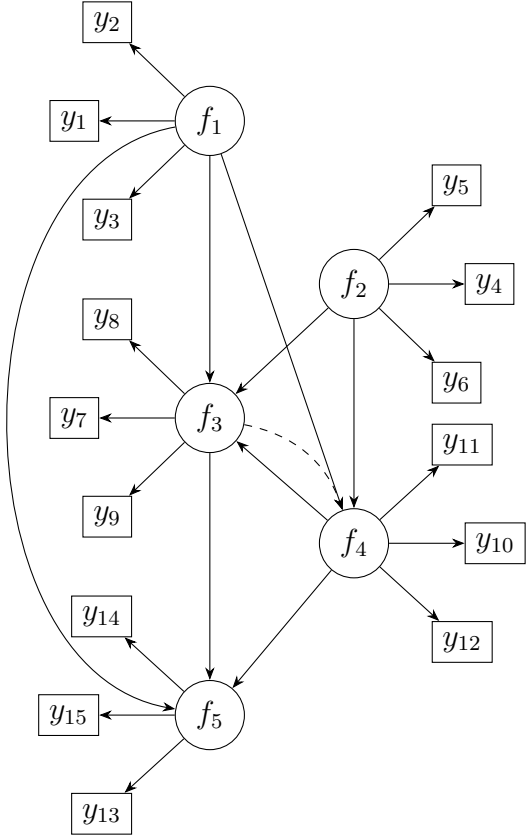 y₂
f₁
y₁
y₃
y₅
f₂
y₄
y₆
y₈
f₃
y₇
y₉
y₁₁
f₄
y₁₀
y₁₂
y₁₄
y₁₅
f₅
y₁₃